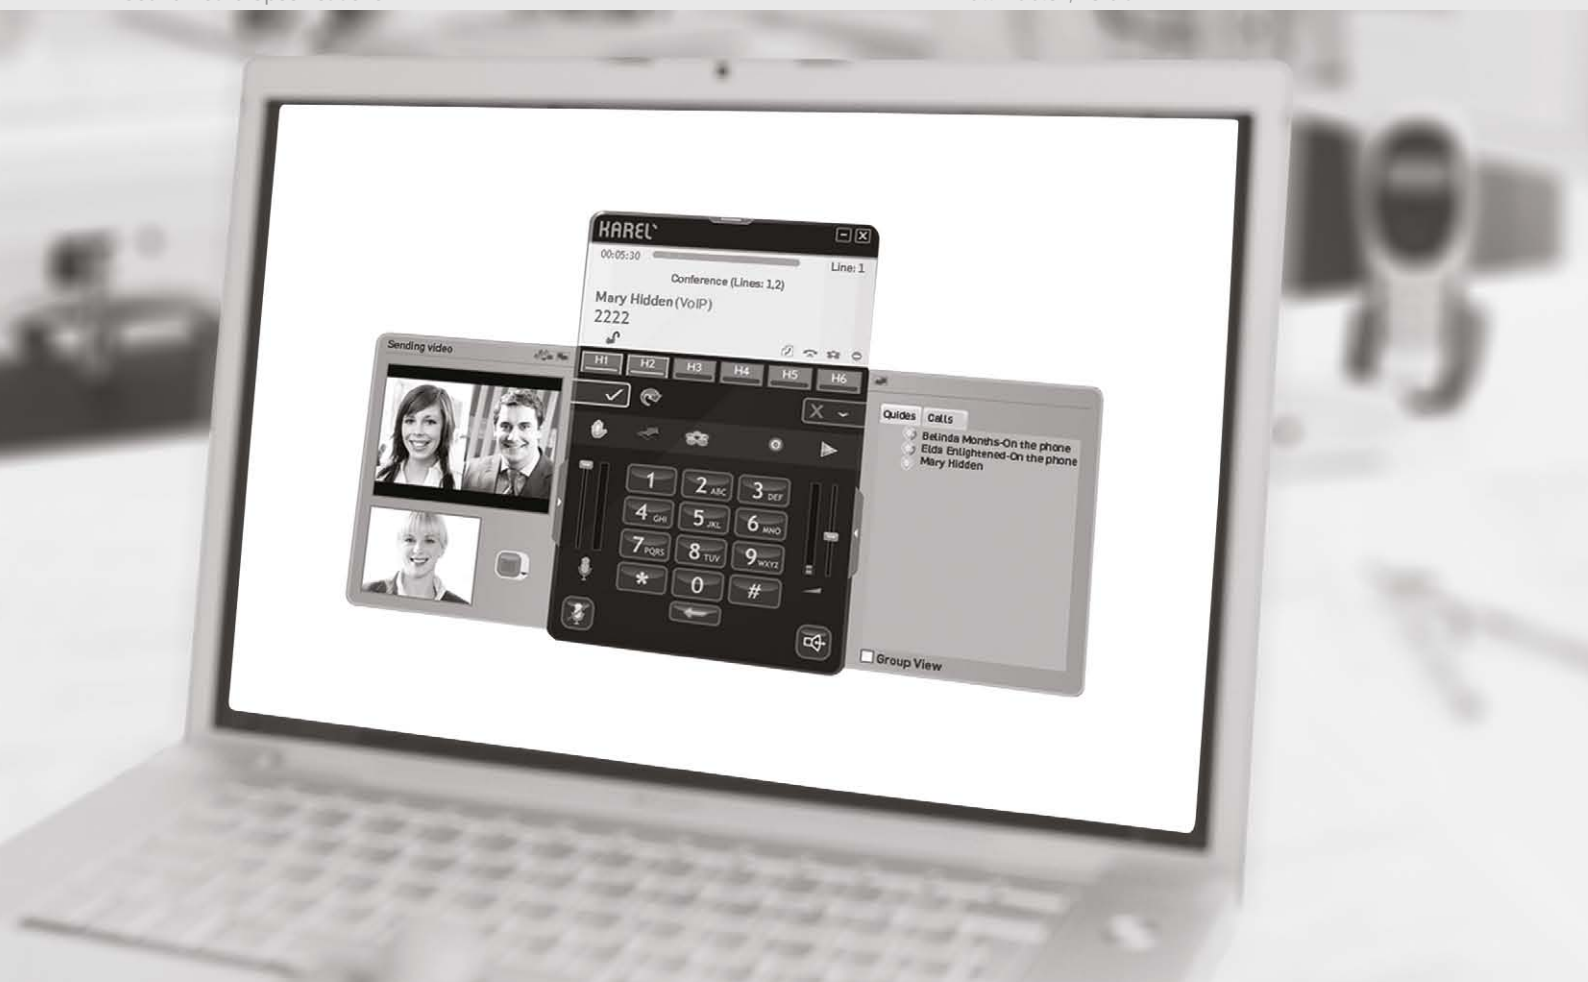 KAREL
00:05:30
Line: 1
Conference (Lines: 1,2)
Mary Hidden (VoIP)
2222
Sending video
H1 H2 H3 H4 H5 H6
Quides Calls
Belinda Months-On the phone
Elda Enlightened-On the phone
Mary Hidden
1 2 ABC 3 DEF
4 GHI 5 JKL 6 MNO
7 PQRS 8 TUV 9 WXYZ
* 0 #
Group View